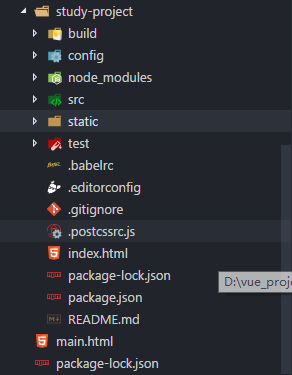 study-project
build
config
node_modules
src
static
test
.babelrc
.editorconfig
.gitignore
.postcssrc.js
index.html
package-lock.json
D:\vue_proj
package.json
README.md
main.html
package-lock.json